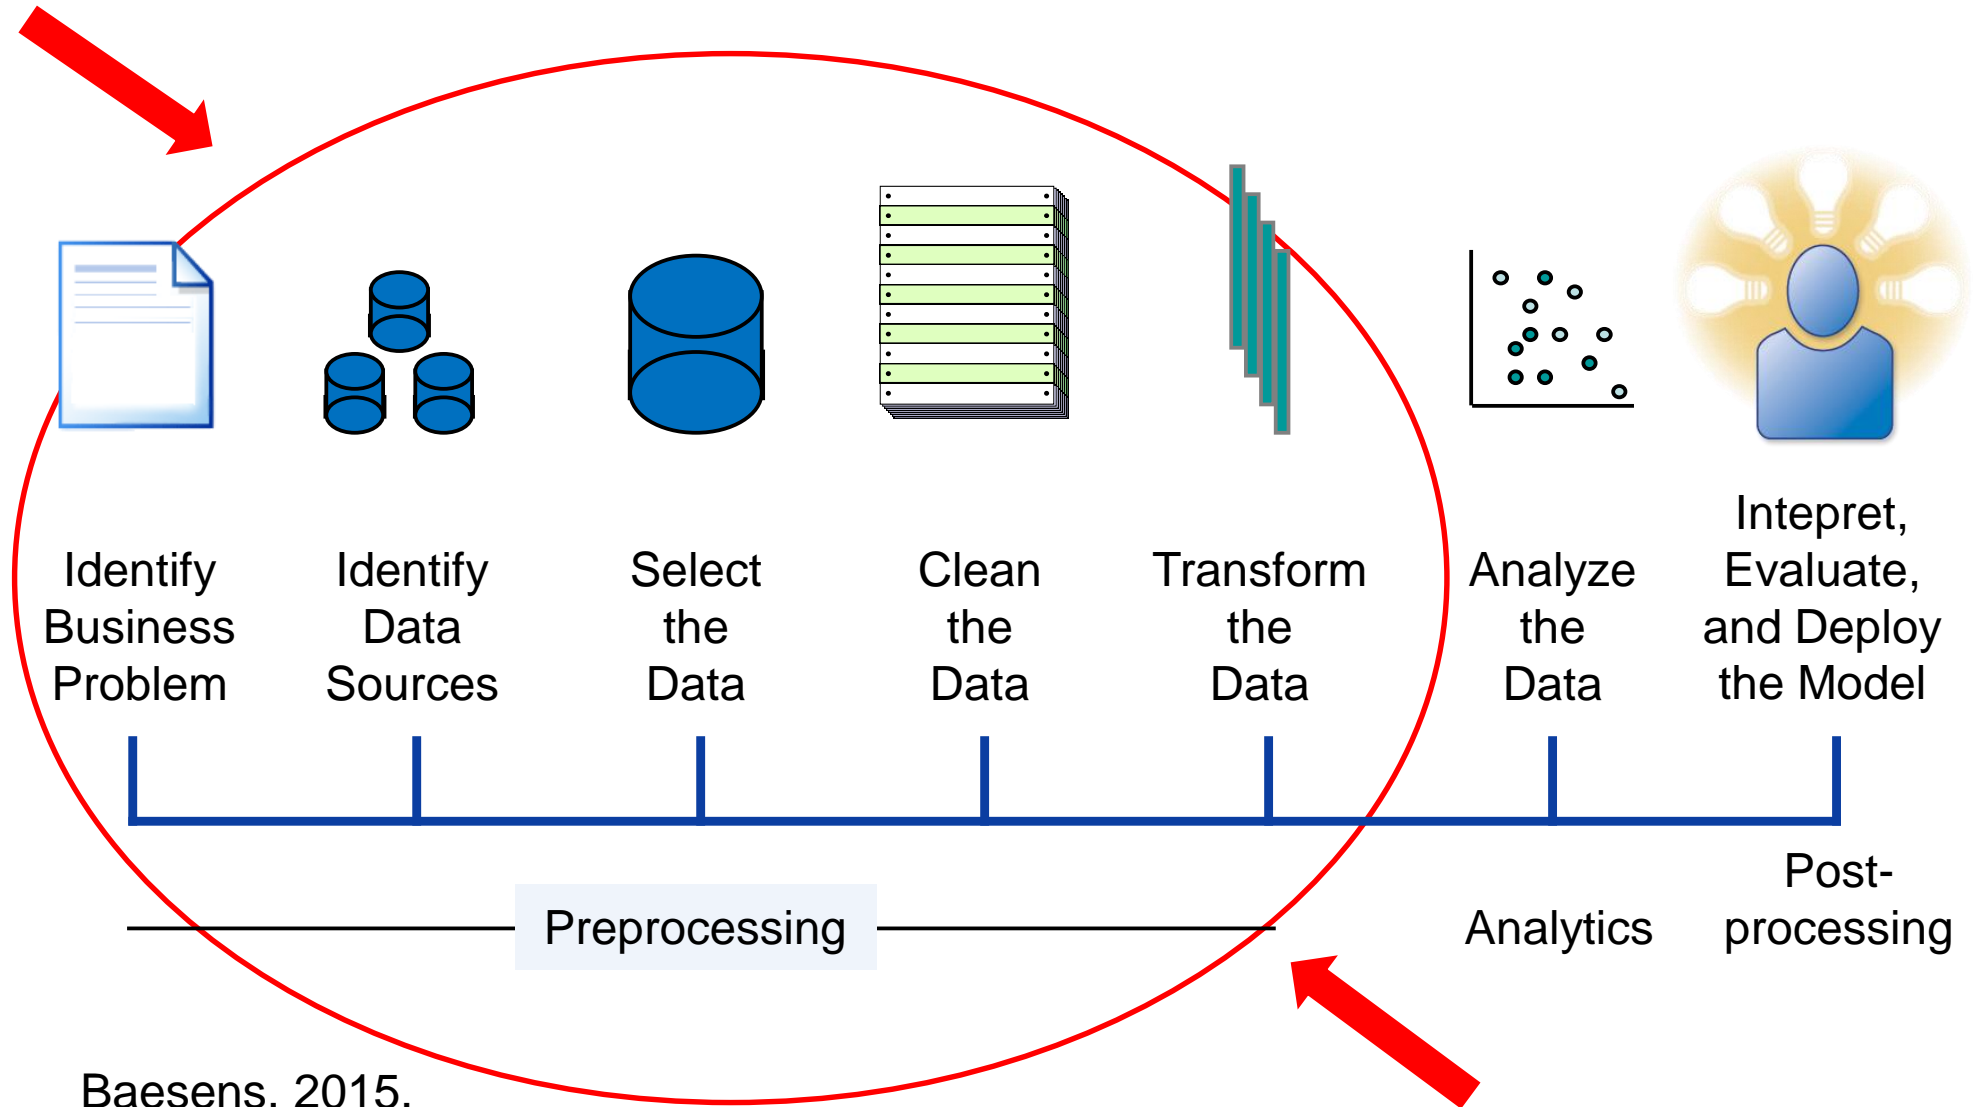 Identify
Business
Problem
Identify
Data
Sources
Select
the
Data
Clean
the
Data
Transform
the
Data
Analyze
the
Data
Intepret,
Evaluate,
and Deploy
the Model
Preprocessing
Analytics
Post-
processing
Baesens, 2015.